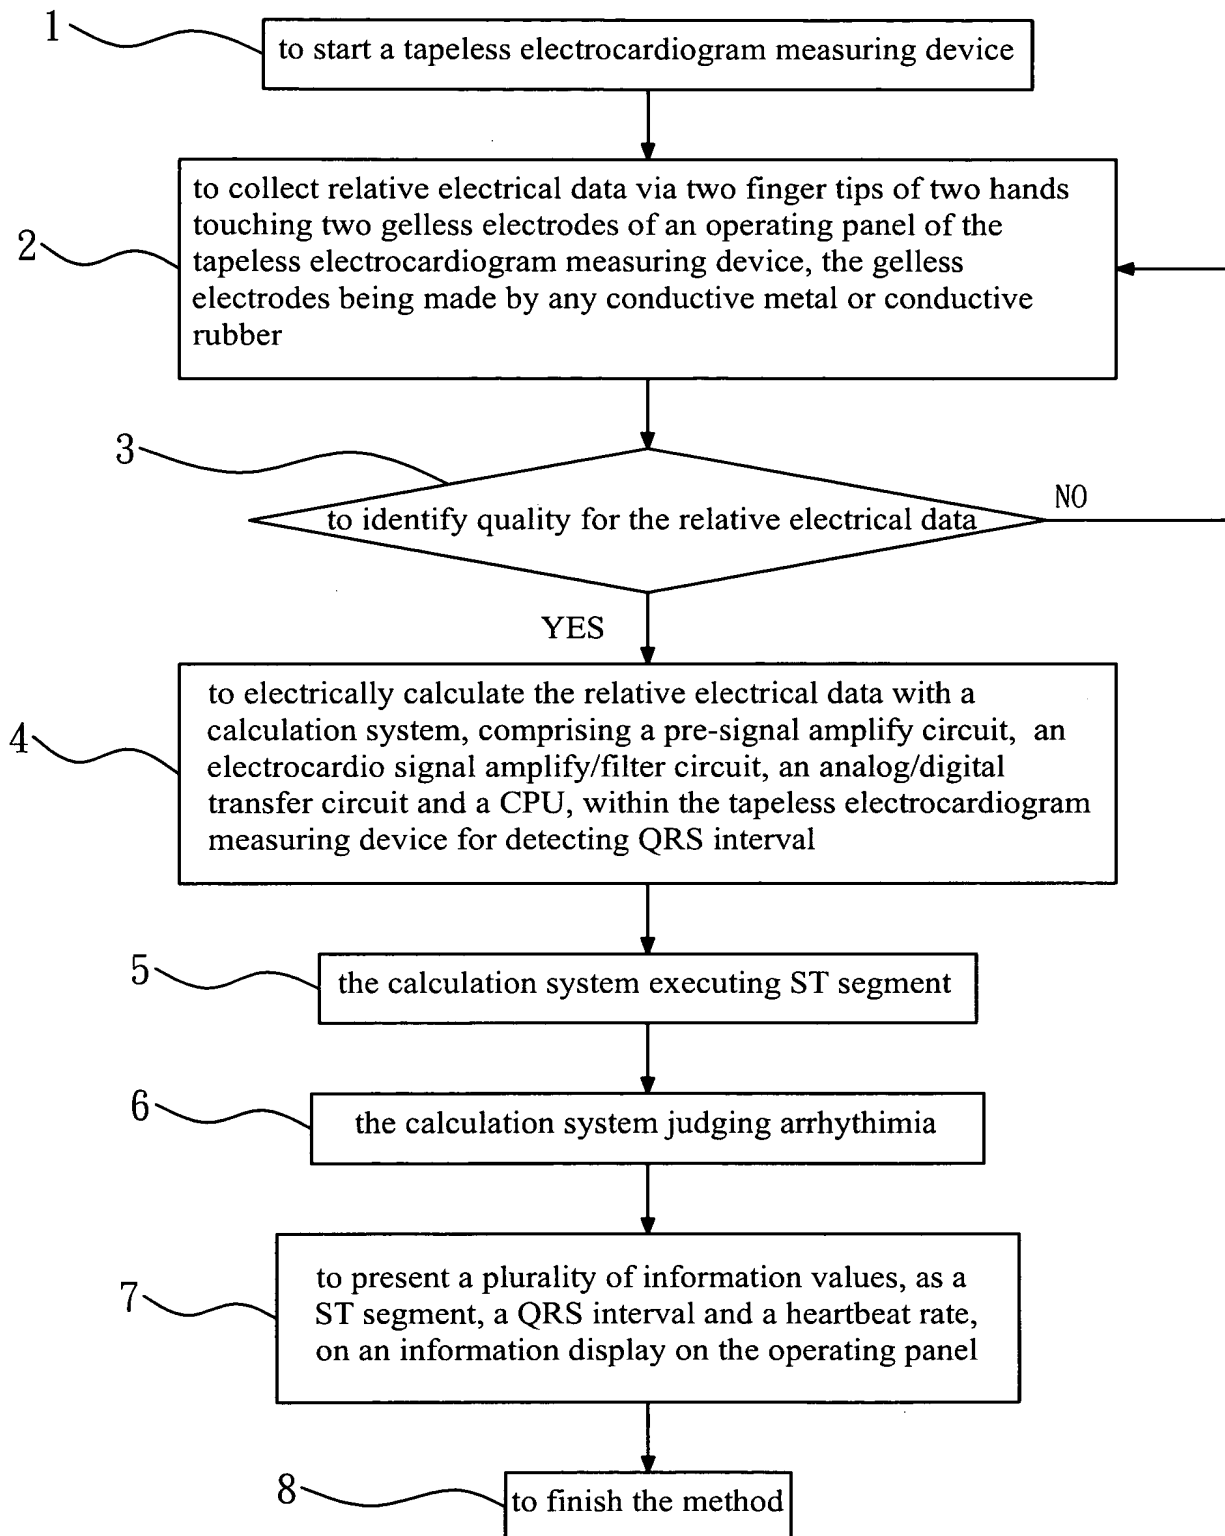 1
to start a tapeless electrocardiogram measuring device
2
to collect relative electrical data via two finger tips of two hands
touching two gelless electrodes of an operating panel of the
tapeless electrocardiogram measuring device, the gelless
electrodes being made by any conductive metal or conductive
rubber
3
to identify quality for the relative electrical data
NO
YES
4
to electrically calculate the relative electrical data with a
calculation system, comprising a pre-signal amplify circuit, an
electrocardio signal amplify/filter circuit, an analog/digital
transfer circuit and a CPU, within the tapeless electrocardiogram
measuring device for detecting QRS interval
5
the calculation system executing ST segment
6
the calculation system judging arrhythimia
7
to present a plurality of information values, as a
ST segment, a QRS interval and a heartbeat rate,
on an information display on the operating panel
8
to finish the method